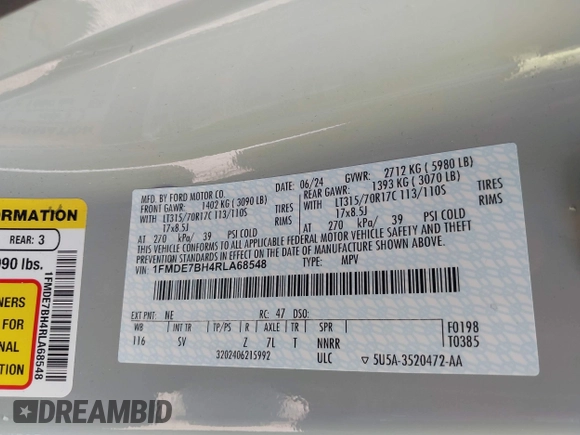 MFD. BY FORD MOTOR CO.
06/24 GVWR: 2712 KG ( 5980 LB)
FRONT GAWR: 1402 KG ( 3090 LB)
REAR GAWR: 1393 KG ( 3070 LB)
WITH LT315/70R17C 113/110S TIRES
17x8.5J RIMS
WITH LT315/70R17C 113/110S TIRES
17x8.5J RIMS
AT 270 kPa/ 39 PSI COLD
AT 270 kPa/ 39 PSI COLD
THIS VEHICLE CONFORMS TO ALL APPLICABLE FEDERAL MOTOR VEHICLE SAFETY AND THEFT
PREVENTION STANDARDS IN EFFECT ON THE DATE OF MANUFACTURE SHOWN ABOVE.
VIN: 1FMDE7BH4RLA68548
TYPE: MPV
EXT PNT: NE RC: 47 DSO:
WB INT TR TP/PS R AXLE TR SPR
116 SV Z 7L T NNRR
F0198
T0385
3202406215992 ULC
5U5A-3520472-AA
FORMATION
REAR: 3
090 lbs.
NERS
1FMDE7BH4RLA68548
DREAMBID